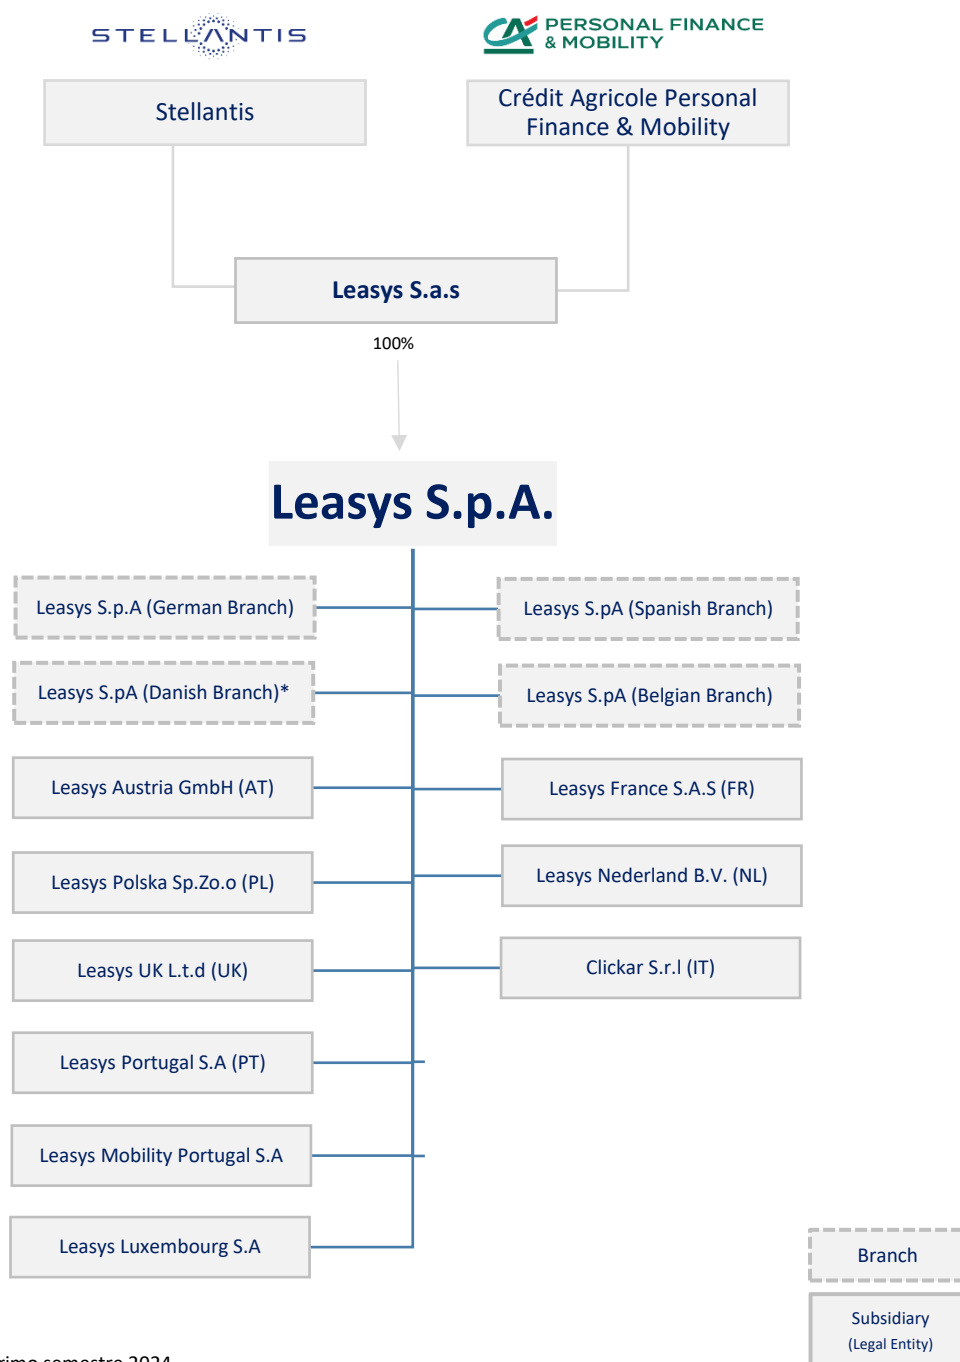 STELLANTIS
CA PERSONAL FINANCE
& MOBILITY
Stellantis
Crédit Agricole Personal
Finance & Mobility
Leasys S.a.s
100%
Leasys S.p.A.
Leasys S.p.A (German Branch)
Leasys S.pA (Spanish Branch)
Leasys S.pA (Danish Branch)*
Leasys S.pA (Belgian Branch)
Leasys Austria GmbH (AT)
Leasys France S.A.S (FR)
Leasys Polska Sp.Zo.o (PL)
Leasys Nederland B.V. (NL)
Leasys UK L.t.d (UK)
Clickar S.r.l (IT)
Leasys Portugal S.A (PT)
Leasys Mobility Portugal S.A
Leasys Luxembourg S.A
Branch
Subsidiary
(Legal Entity)
semestre 2024